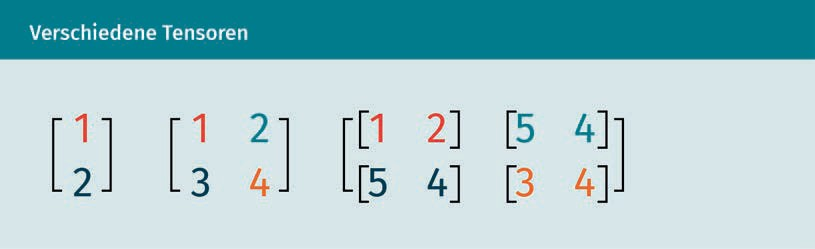 Verschiedene Tensoren
[1 [1 2 [[1 2] [5 4]
2] 3 4] [5 4] [3 4]]